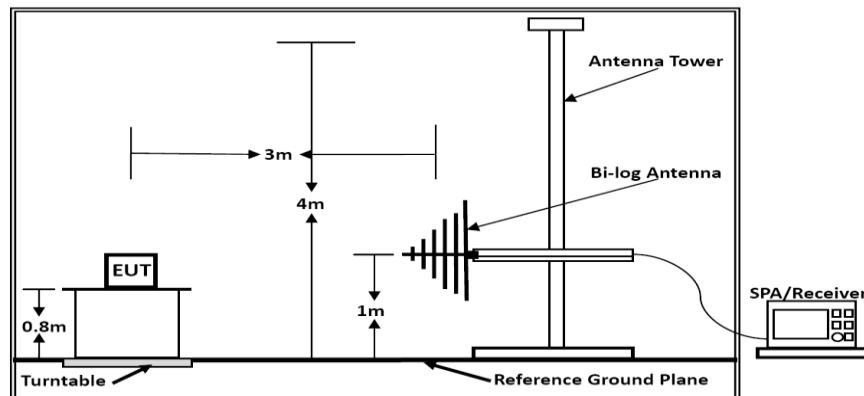 Antenna Tower
3m
Bi-log Antenna
4m
EUT
1m
SPA/Receiver
0.8m
Turntable
Reference Ground Plane